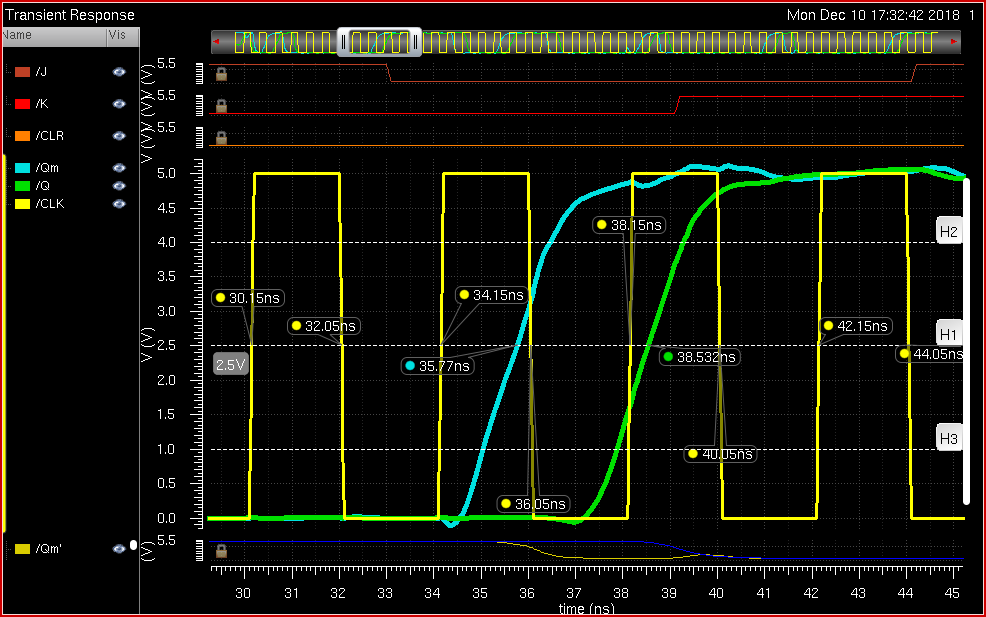 Transient Response
Mon Dec 10 17:32:42 2018 1
Name Vis
/J
/K
/CLR
/Qm
/Q
/CLK
/Qm'
5.5
(V)
5.5
(V)
5.5
(V)
5.0
4.5
4.0
3.5
3.0
2.5
2.0
1.5
1.0
0.5
0.0
V (V)
5.5
(V)
2.5V
30.15ns
32.05ns
34.15ns
35.77ns
36.05ns
38.15ns
38.532ns
40.05ns
42.15ns
44.05ns
H2
H1
H3
30 31 32 33 34 35 36 37 38 39 40 41 42 43 44 45
time (ns)